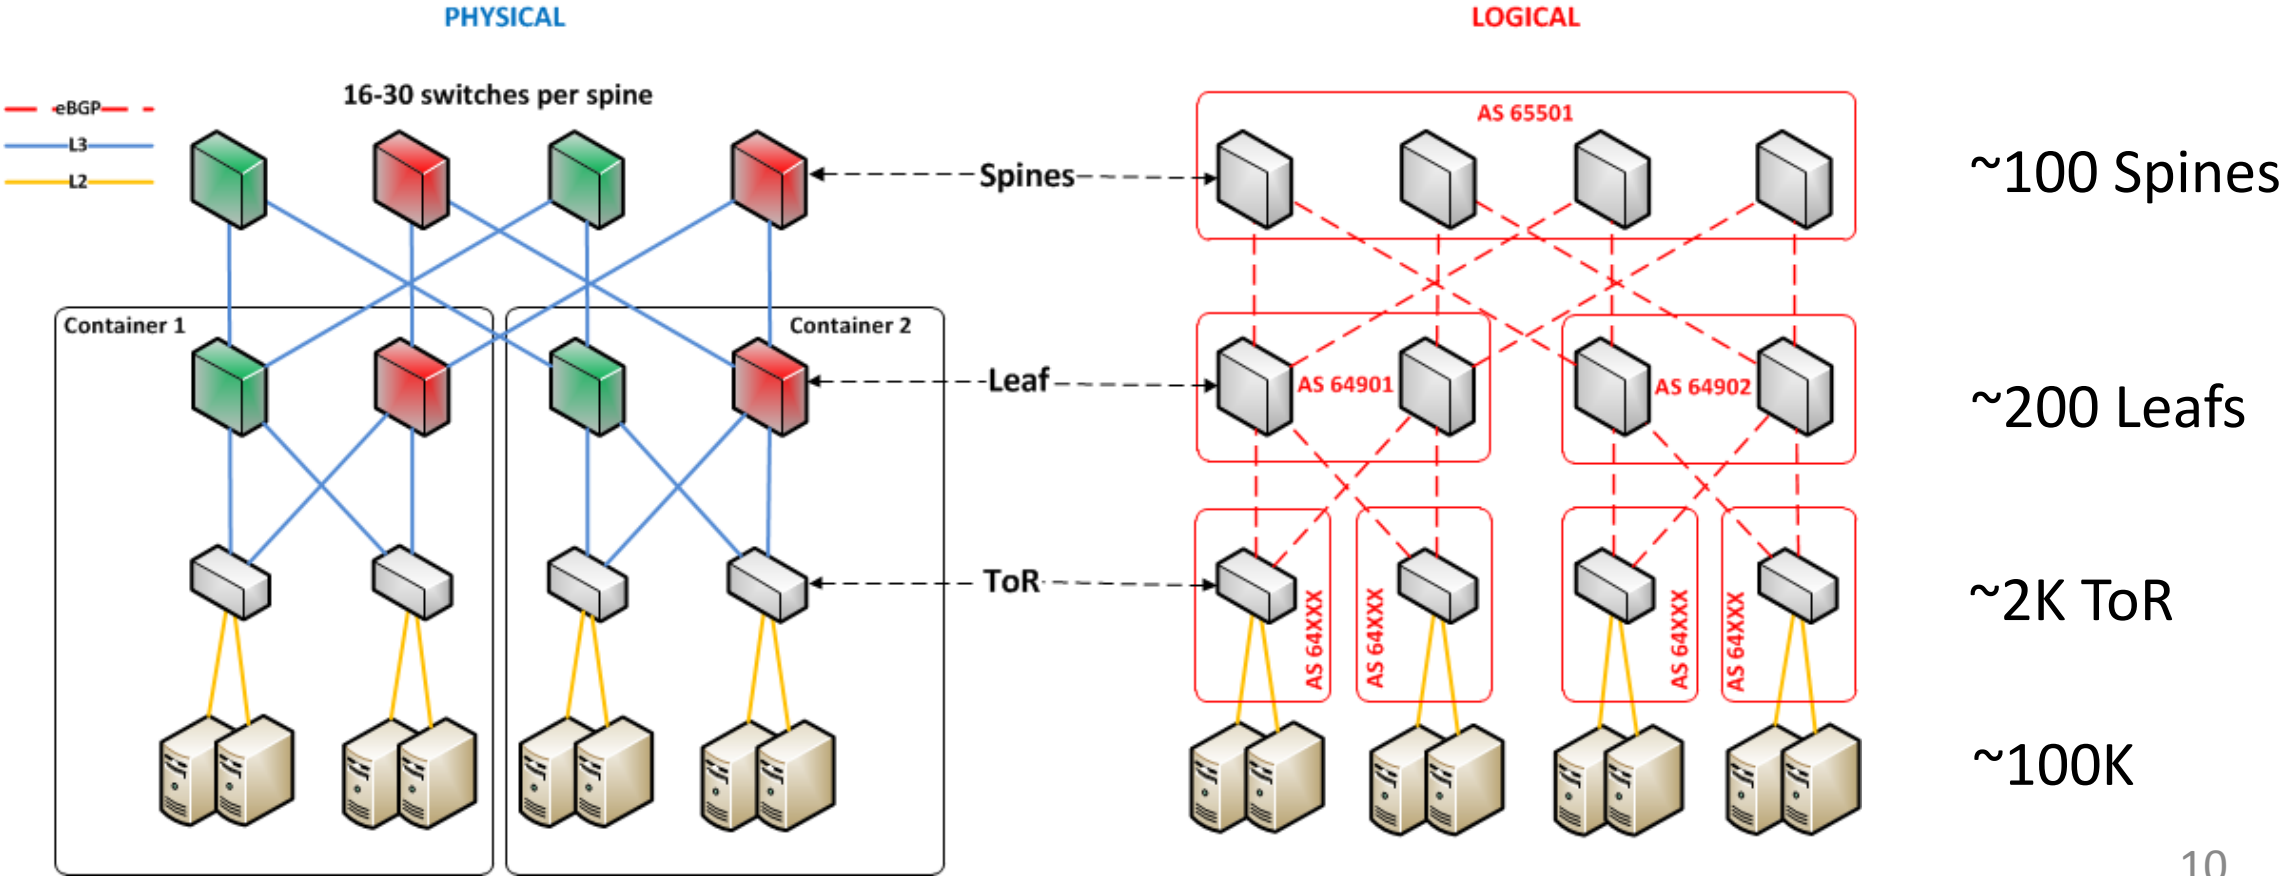 PHYSICAL
LOGICAL
16-30 switches per spine
eBGP
L3
L2
AS 65501
Spines
~100 Spines
Container 1
Container 2
Leaf
AS 64901
AS 64902
~200 Leafs
ToR
AS 64XXX
AS 64XXX
AS 64XXX
AS 64XXX
~2K ToR
~100K
10